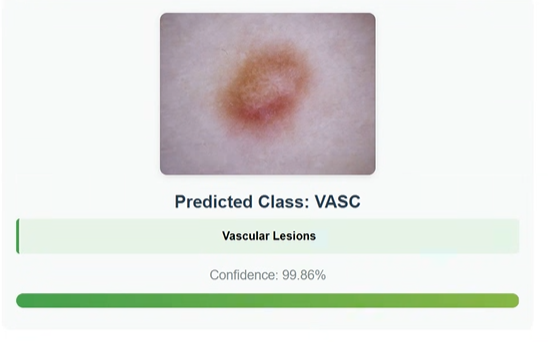 Predicted Class: VASC
Vascular Lesions
Confidence: 99.86%